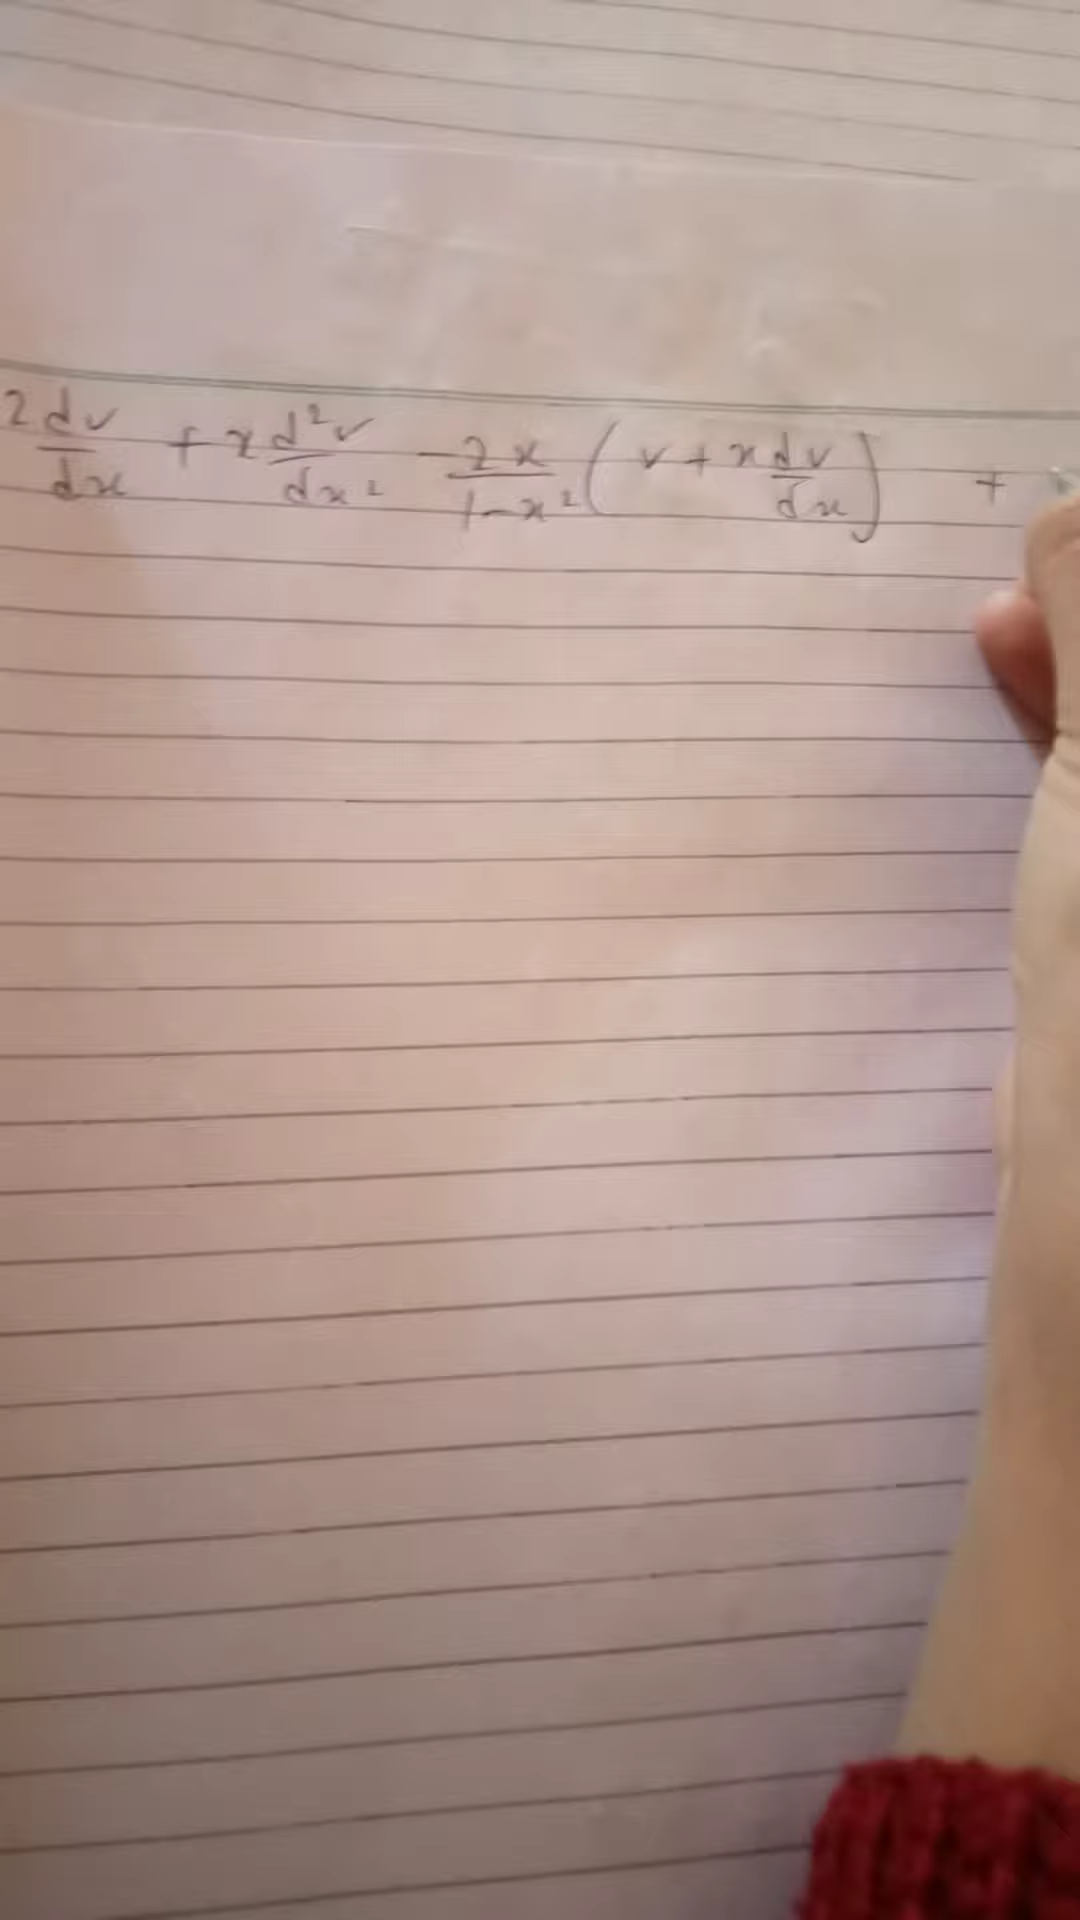 2 dv/dx + x d²v/dx² - 2x/1-x² ( v + x dv/dx ) +